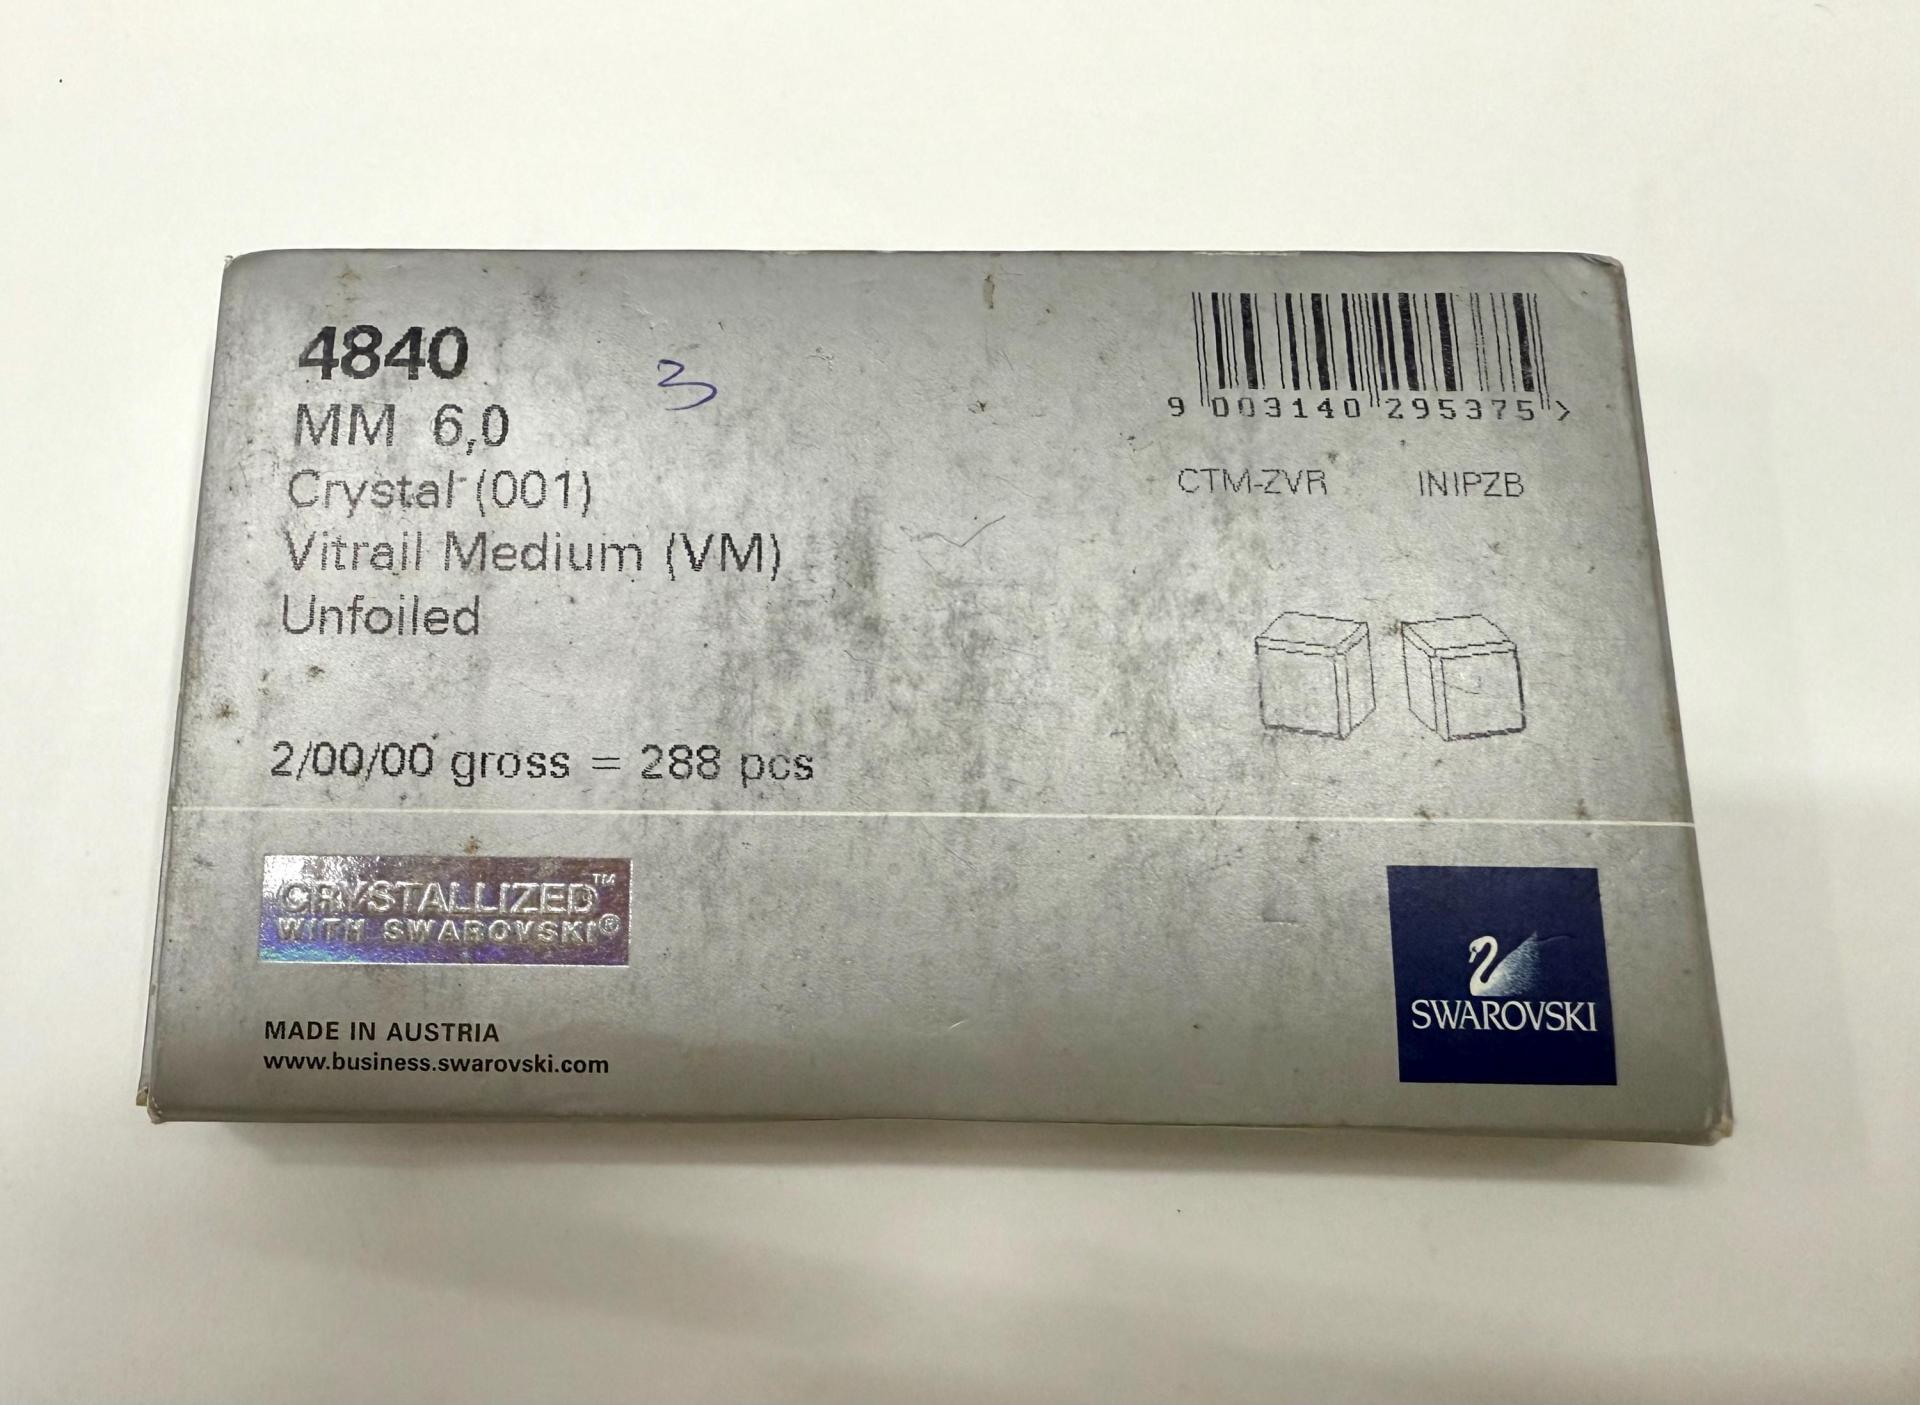 4840
MM 6,0
Crystal (001)
Vitrail Medium (VM)
Unfoiled
2/00/00 gross = 288 pcs
3
9 003140 295375 >
CTM-ZVR INIPZB
CRYSTALLIZED™
WITH SWAROVSKI®
MADE IN AUSTRIA
www.business.swarovski.com
SWAROVSKI